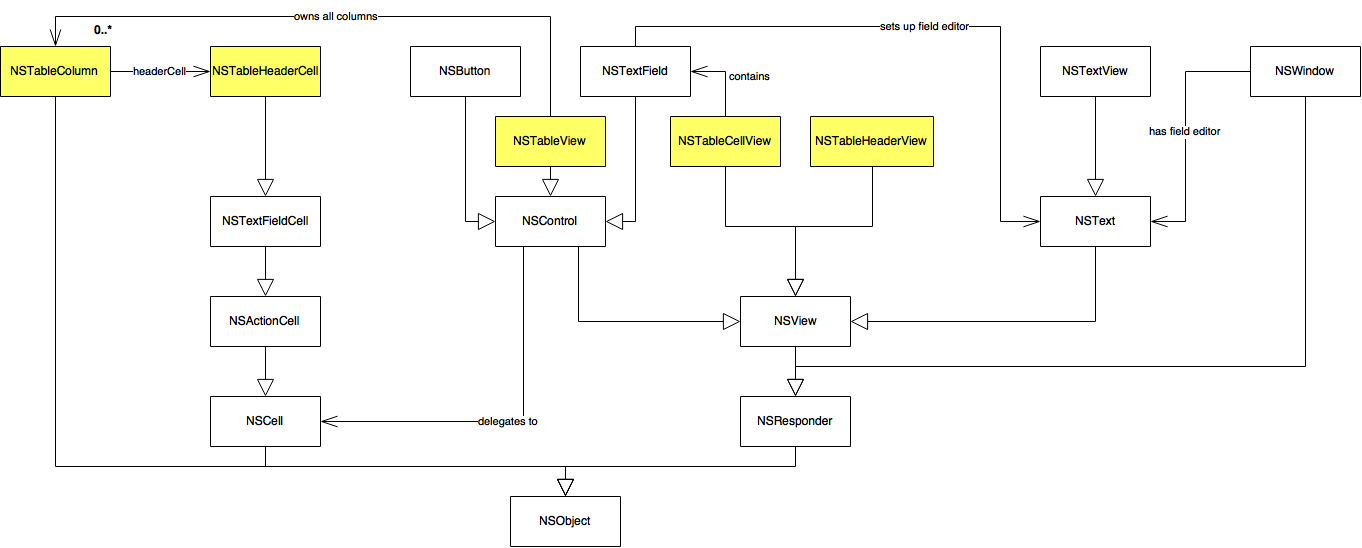 owns all columns
0..*
sets up field editor
NSTableColumn
headerCell
NSTableHeaderCell
NSButton
NSTextField
contains
NSTextView
NSWindow
has field editor
NSTableView
NSTableCellView
NSTableHeaderView
NSTextFieldCell
NSControl
NSText
NSActionCell
NSView
NSCell
delegates to
NSResponder
NSObject